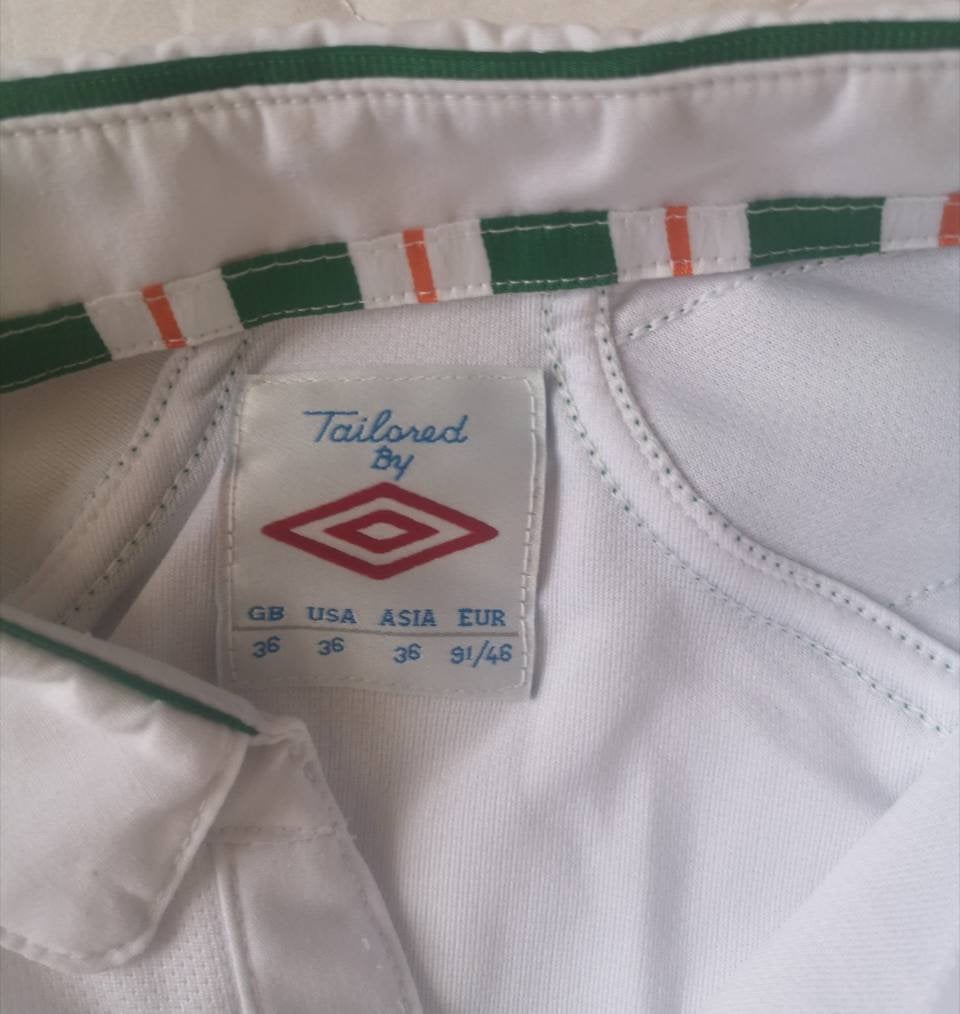 Tailored
By
GB USA ASIA EUR
36 36 36 91/46